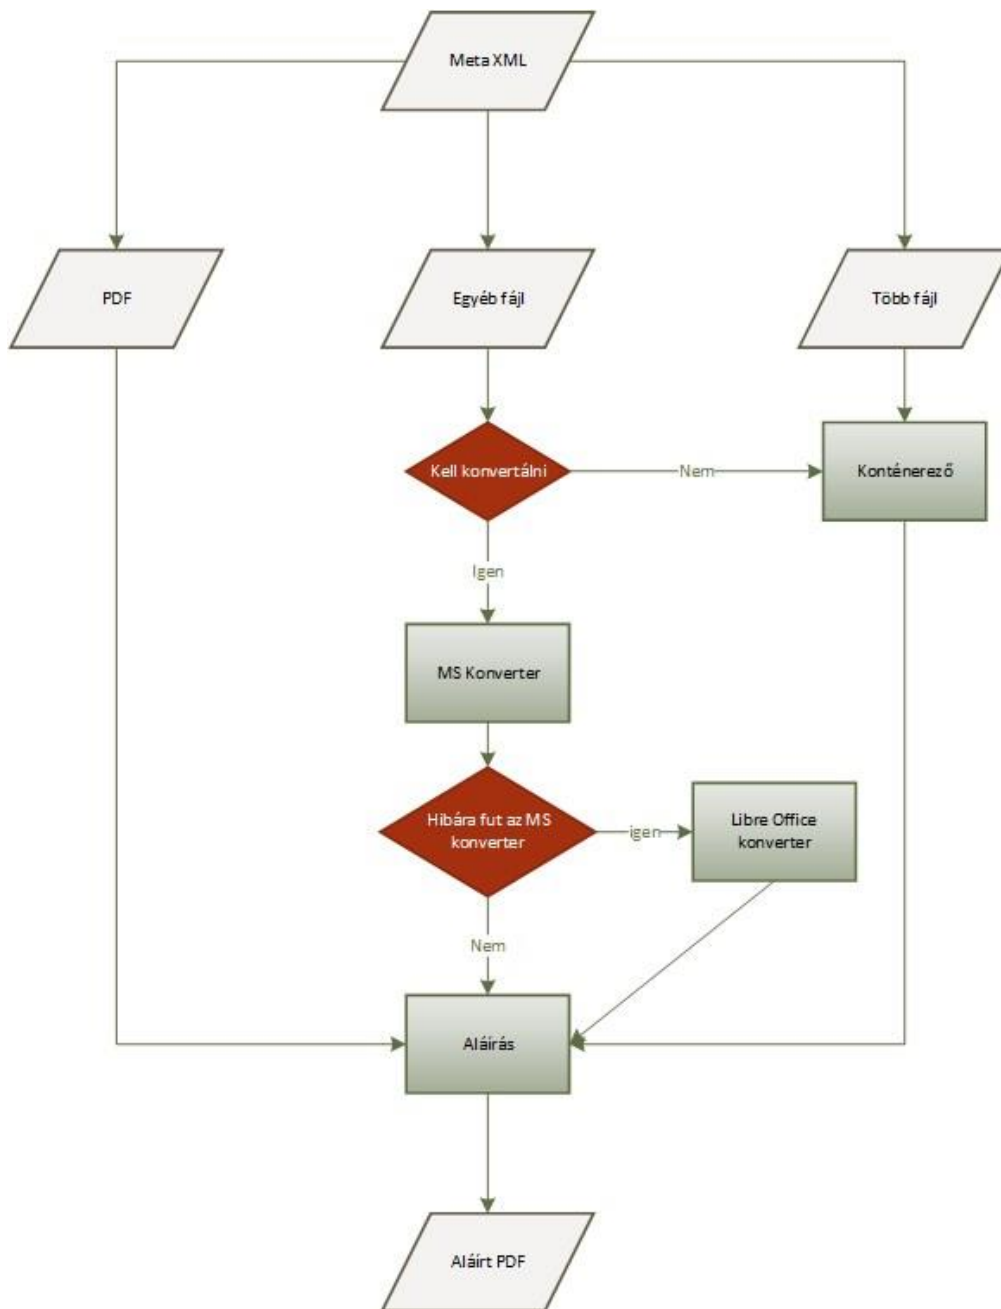 Meta XML
PDF
Egyéb fájl
Több fájl
Kell konvertálni
Nem
Konténerező
Igen
MS Konverter
Hibára fut az MS
konverter
igen
Libre Office
konverter
Nem
Aláírás
Aláírt PDF